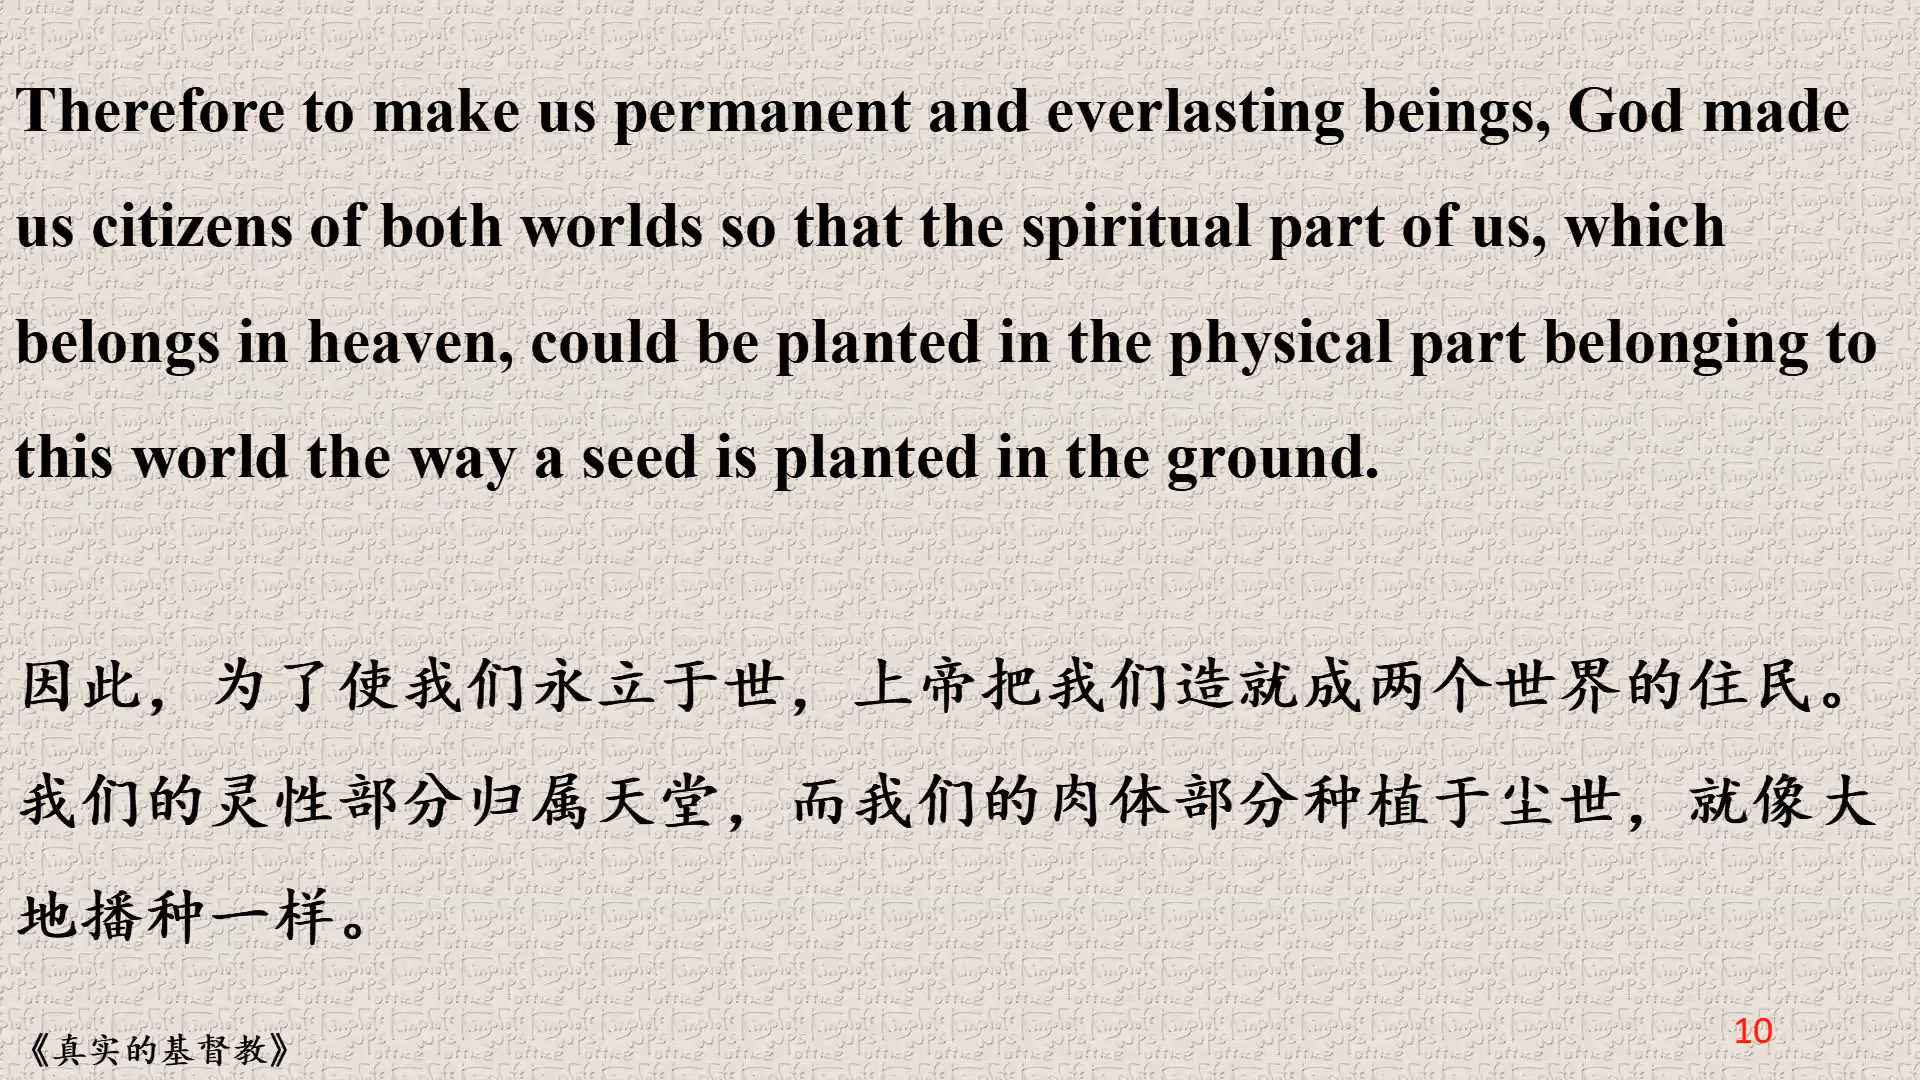 Therefore to make us permanent and everlasting beings, God made
us citizens of both worlds so that the spiritual part of us, which
belongs in heaven, could be planted in the physical part belonging to
this world the way a seed is planted in the ground.
因此，为了使我们永立于世，上帝把我们造就成两个世界的住民。
我们的灵性部分归属天堂，而我们的肉体部分种植于尘世，就像大
地播种一样。
《真实的基督教》
10